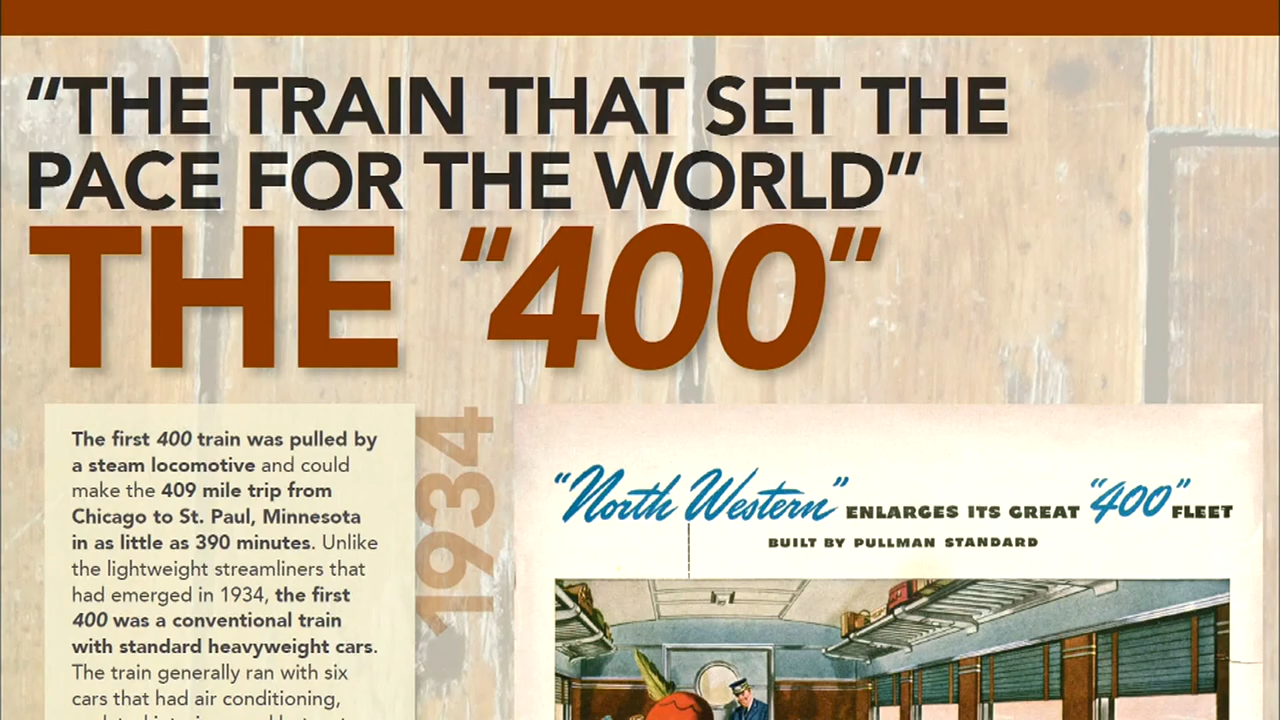 “THE TRAIN THAT SET THE
PACE FOR THE WORLD”
THE “400”
The first 400 train was pulled by
a steam locomotive and could
make the 409 mile trip from
Chicago to St. Paul, Minnesota
in as little as 390 minutes. Unlike
the lightweight streamliners that
had emerged in 1934, the first
400 was a conventional train
with standard heavyweight cars.
The train generally ran with six
cars that had air conditioning,
1934
“North Western” ENLARGES ITS GREAT “400” FLEET
BUILT BY PULLMAN STANDARD